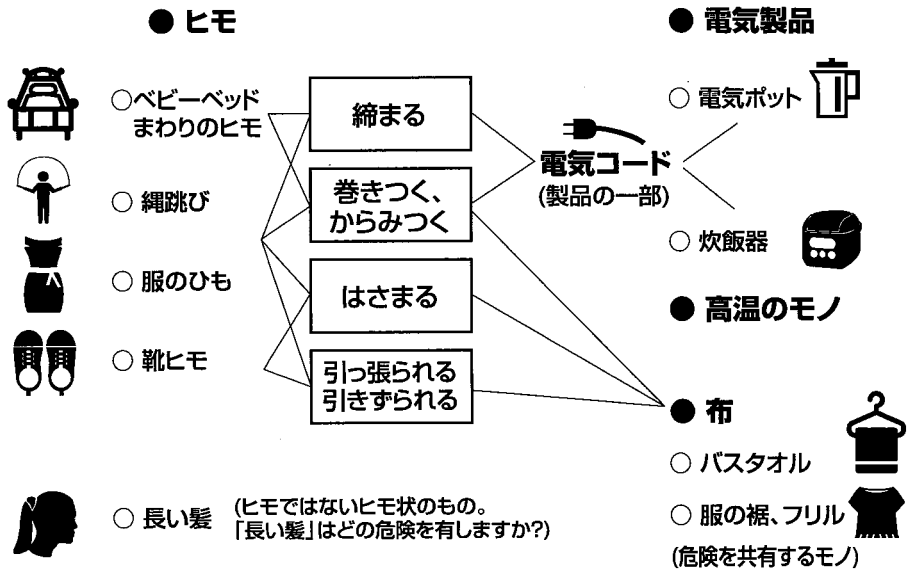 ● ヒモ
○ベビーベッド
まわりのヒモ
○ 縄跳び
○ 服のひも
○ 靴ヒモ
○ 長い髪
(ヒモではないヒモ状のもの。
「長い髪」はどの危険を有しますか?)
締まる
巻きつく、
からみつく
はさまる
引っ張られる
引きずられる
電気コード
(製品の一部)
● 電気製品
○ 電気ポット
○ 炊飯器
● 高温のモノ
● 布
○ バスタオル
○ 服の裾、フリル
(危険を共有するモノ)